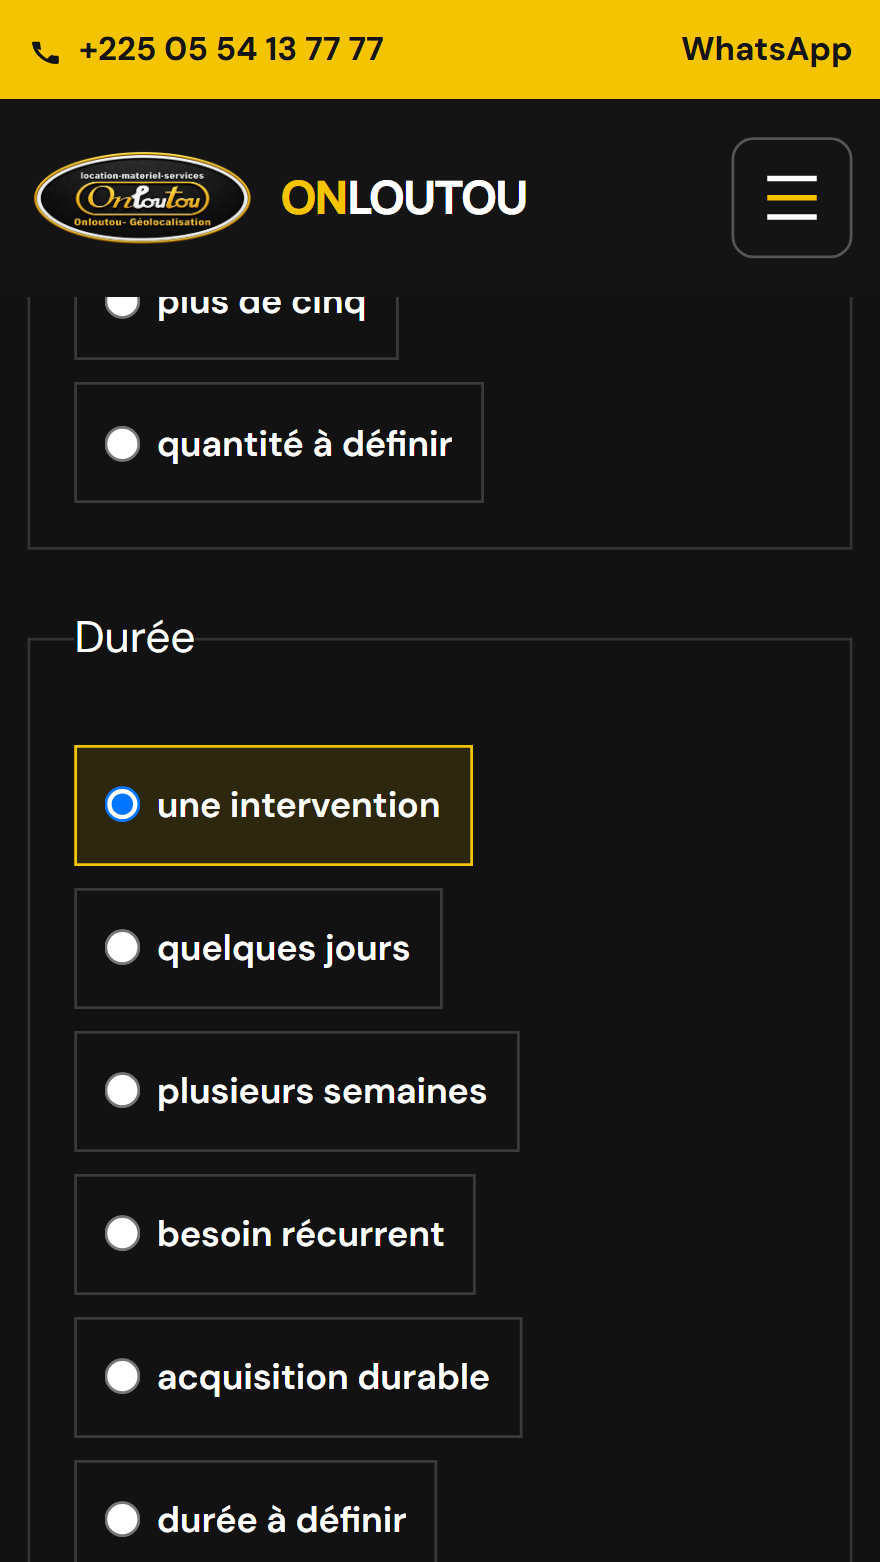 +225 05 54 13 77 77
WhatsApp
location-materiel-services
Onloutou
Onloutou- Géolocalisation
ONLOUTOU
plus de cinq
quantité à définir
Durée
une intervention
quelques jours
plusieurs semaines
besoin récurrent
acquisition durable
durée à définir